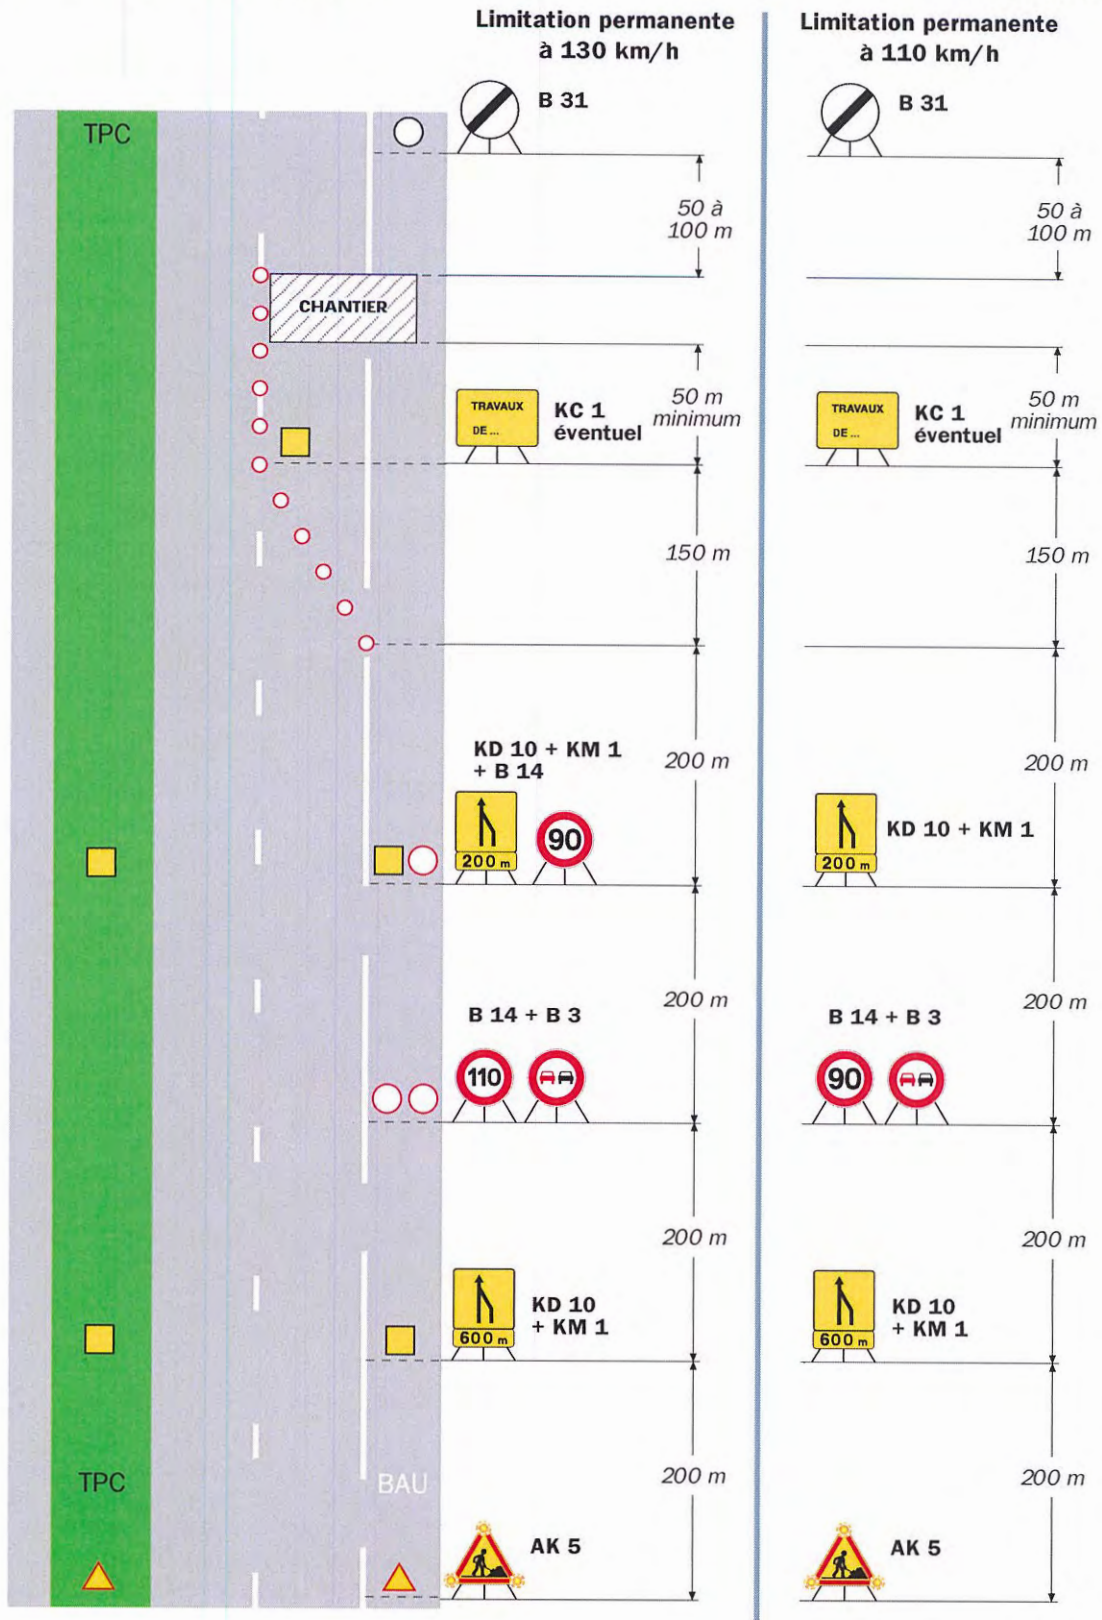 Limitation permanente
à 130 km/h
B 31
50 à
100 m
TPC
CHANTIER
TRAVAUX
DE ...
KC 1
éventuel
50 m
minimum
150 m
KD 10 + KM 1
+ B 14
200 m
90
200 m
B 14 + B 3
110
200 m
KD 10
+ KM 1
600 m
200 m
TPC
BAU
AK 5
200 m
Limitation permanente
à 110 km/h
B 31
50 à
100 m
TRAVAUX
DE ...
KC 1
éventuel
50 m
minimum
150 m
KD 10 + KM 1
200 m
200 m
B 14 + B 3
90
200 m
KD 10
+ KM 1
600 m
200 m
AK 5
200 m